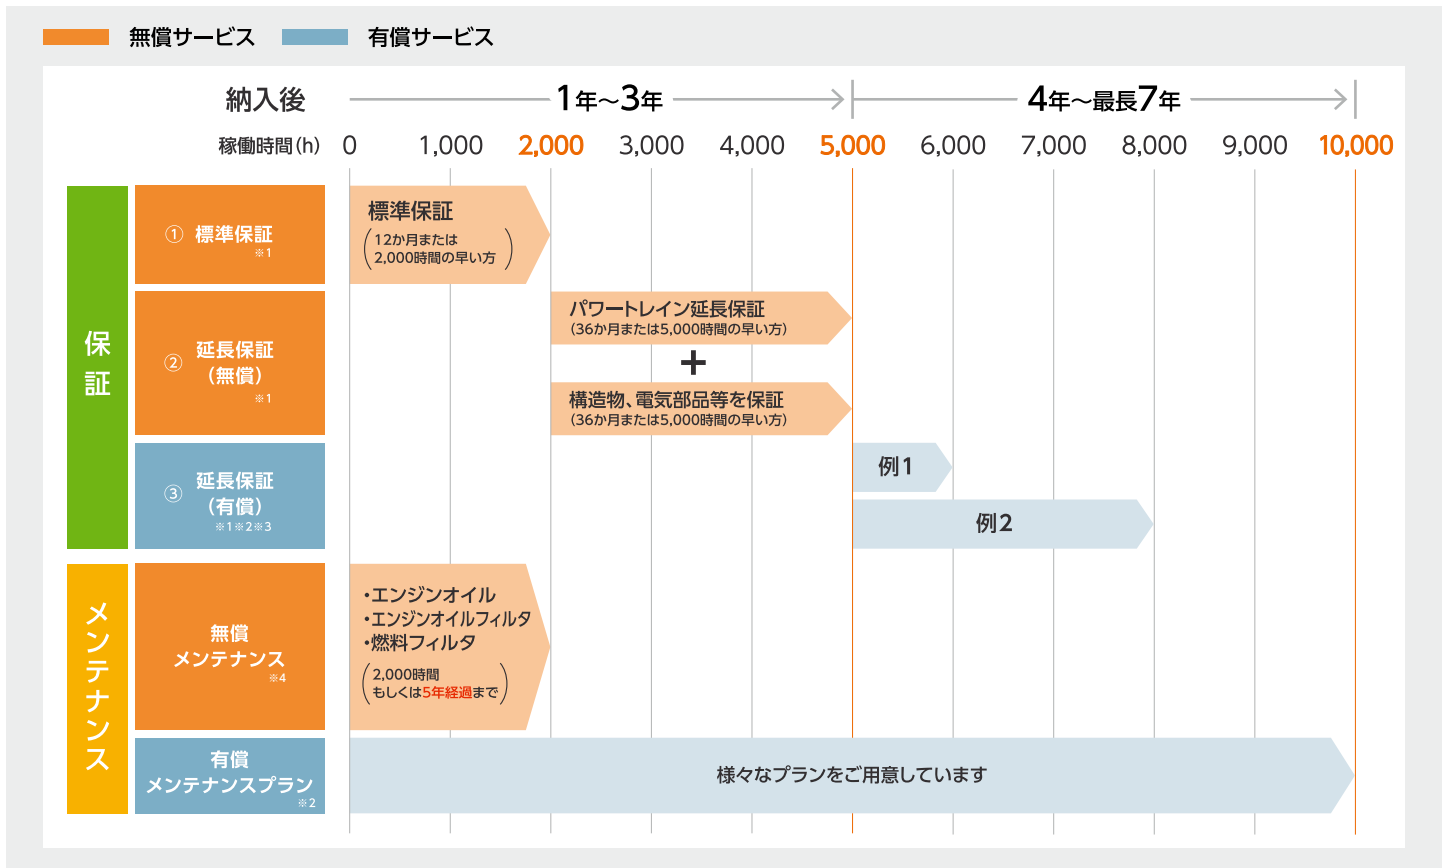 無償サービス
有償サービス
納入後
1年～3年
4年～最長7年
稼働時間(h)
0
1,000
2,000
3,000
4,000
5,000
6,000
7,000
8,000
9,000
10,000
保証
① 標準保証
※1
標準保証
(12か月または
2,000時間の早い方)
② 延長保証
(無償)
※1
パワートレイン延長保証
(36か月または5,000時間の早い方)
+
構造物、電気部品等を保証
(36か月または5,000時間の早い方)
③ 延長保証
(有償)
※1※2※3
例1
例2
メンテナンス
無償
メンテナンス
※4
・エンジンオイル
・エンジンオイルフィルタ
・燃料フィルタ
(2,000時間
もしくは5年経過まで)
有償
メンテナンスプラン
※2
様々なプランをご用意しています